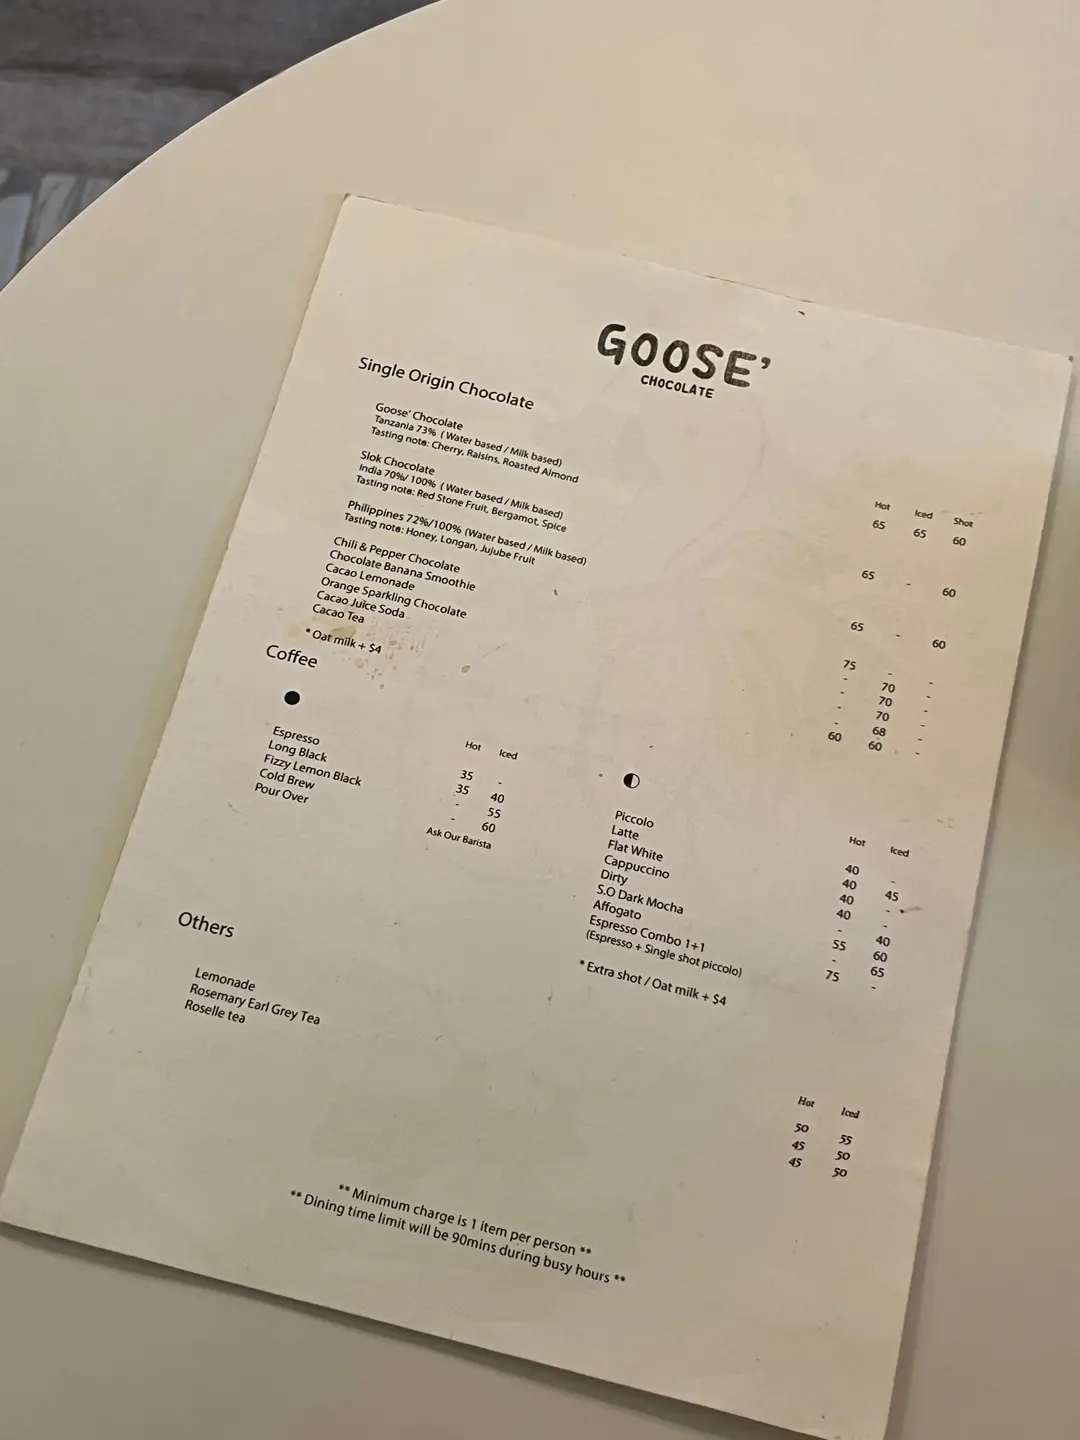 GOOSE’
CHOCOLATE
Single Origin Chocolate
Hot Iced Shot
Goose’ Chocolate 65 65 60
Tanzania 73% ( Water based / Milk based)
Tasting note: Cherry, Raisins, Roasted Almond
Slok Chocolate 65 - 60
India 70%/ 100% ( Water based / Milk based)
Tasting note: Red Stone Fruit, Bergamot, Spice
Philippines 72%/100% (Water based / Milk based) 65 - 60
Tasting note: Honey, Longan, Jujube Fruit
Chili & Pepper Chocolate 75 - -
Chocolate Banana Smoothie - 70 -
Cacao Lemonade - 70 -
Orange Sparkling Chocolate - 70 -
Cacao Juice Soda - 68 -
Cacao Tea 60 60 -
* Oat milk + $4
Coffee
Hot Iced
Espresso 35 -
Long Black 35 40
Fizzy Lemon Black - 55
Cold Brew - 60
Pour Over Ask Our Barista
Hot Iced
Piccolo 40 -
Latte 40 45
Flat White 40 -
Cappuccino 40 -
Dirty - 40
S.O Dark Mocha 55 60
Affogato - 65
Espresso Combo 1+1 75 -
(Espresso + Single shot piccolo)
* Extra shot / Oat milk + $4
Others
Hot Iced
Lemonade 50 55
Rosemary Earl Grey Tea 45 50
Roselle tea 45 50
** Minimum charge is 1 item per person **
** Dining time limit will be 90mins during busy hours **